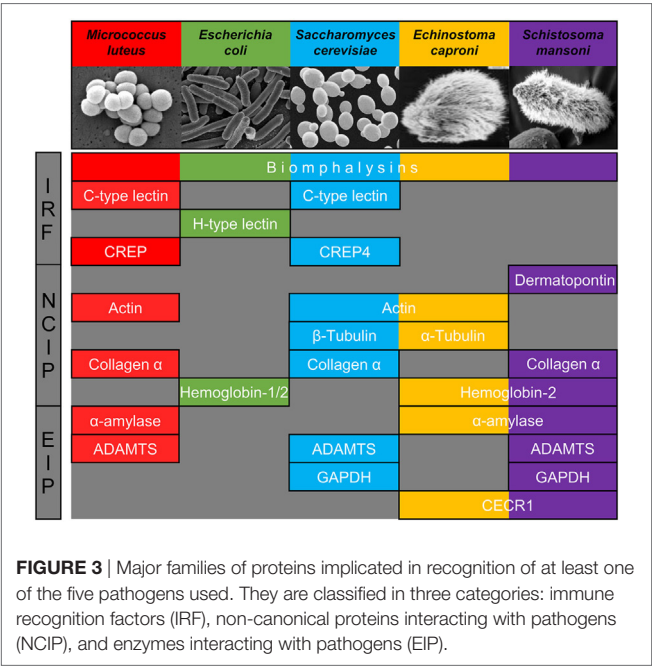 Micrococcus luteus
Escherichia coli
Saccharomyces cerevisiae
Echinostoma caproni
Schistosoma mansoni
IRF
Biomphalysins
C-type lectin
C-type lectin
H-type lectin
CREP
CREP4
NCIP
Dermatopontin
Actin
Actin
β-Tubulin
α-Tubulin
Collagen α
Collagen α
Collagen α
Hemoglobin-1/2
Hemoglobin-2
EIP
α-amylase
α-amylase
ADAMTS
ADAMTS
ADAMTS
GAPDH
GAPDH
CECR1
FIGURE 3 | Major families of proteins implicated in recognition of at least one
of the five pathogens used. They are classified in three categories: immune
recognition factors (IRF), non-canonical proteins interacting with pathogens
(NCIP), and enzymes interacting with pathogens (EIP).